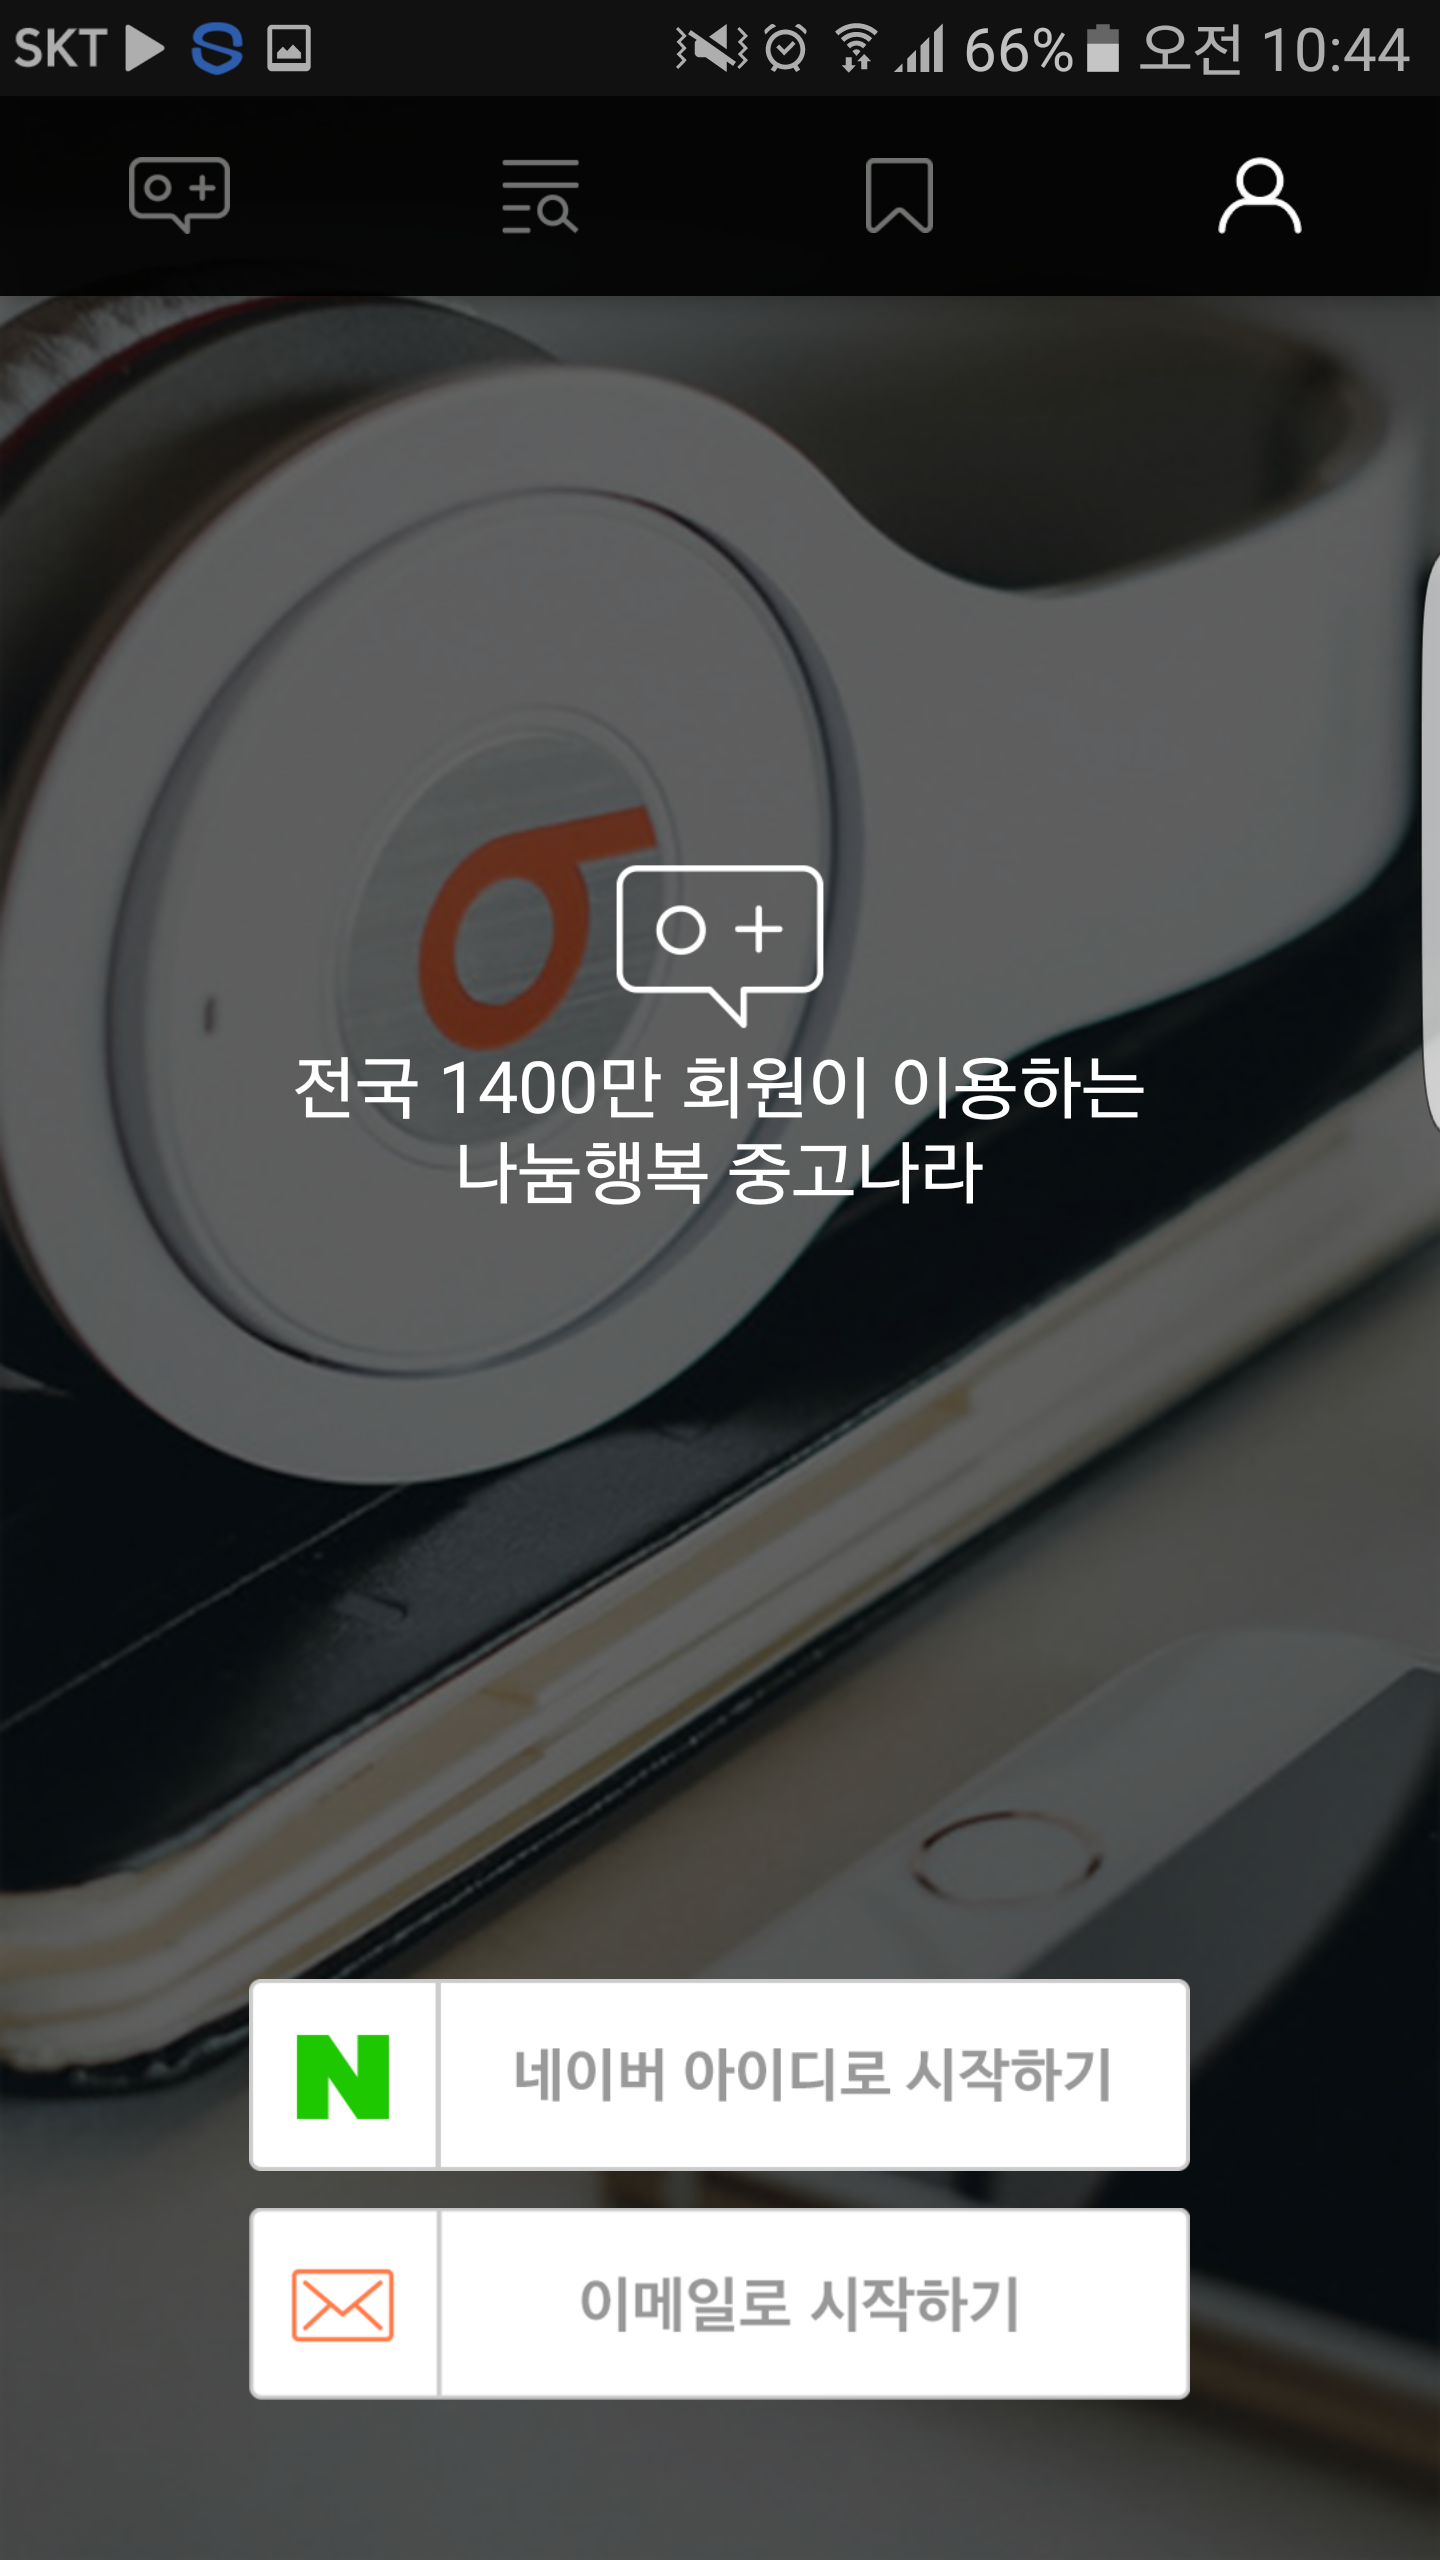 SKT 66% 오전 10:44
전국 1400만 회원이 이용하는
나눔행복 중고나라
네이버 아이디로 시작하기
이메일로 시작하기